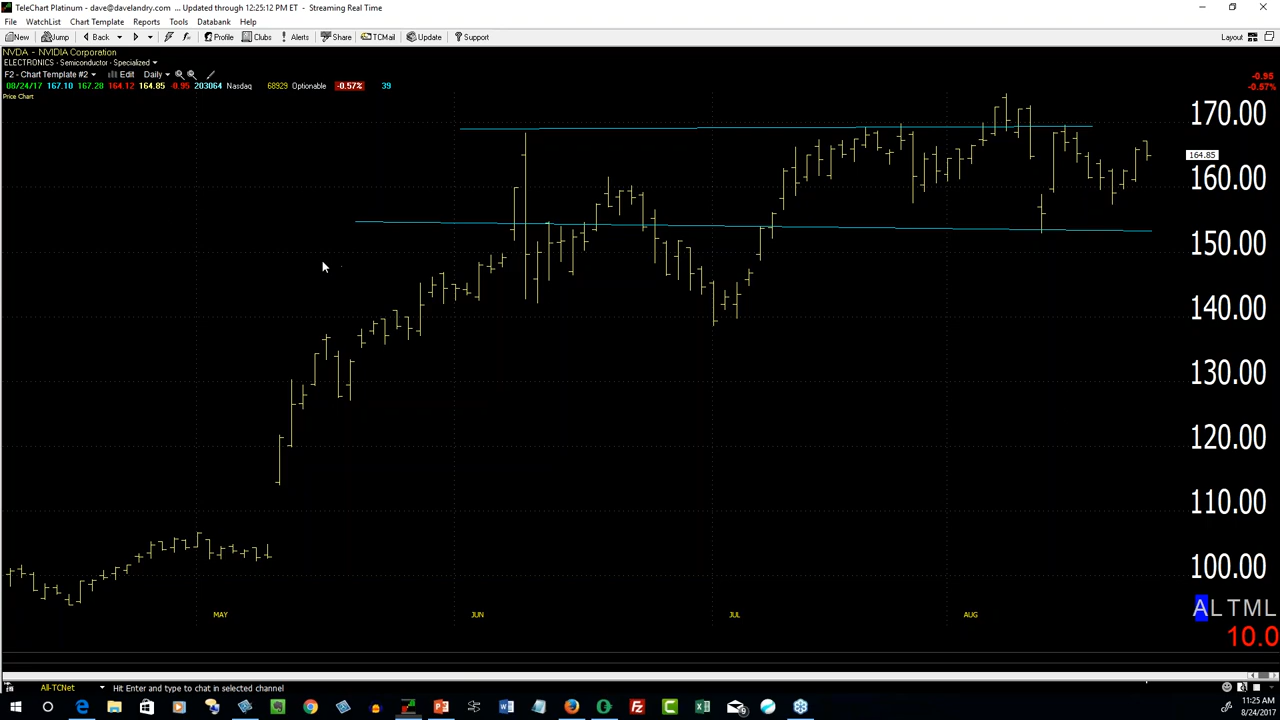 TeleChart Platinum - dave@davelandry.com ... Updated through 12:25:12 PM ET - Streaming Real Time
File WatchList Chart Template Reports Tools Databank Help
New Jump Back Profile Clubs Alerts Share TCMail Update Support Layout
NVDA - NVIDIA Corporation
ELECTRONICS - Semiconductor - Specialized
F2 - Chart Template #2 Edit Daily
08/24/17 167.10 167.28 164.12 164.85 -0.95 203064 Nasdaq 68929 Optionable -0.57% 39
-0.95
-0.57%
Price Chart
170.00
164.85
160.00
150.00
140.00
130.00
120.00
110.00
100.00
MAY JUN JUL AUG
ALTML
10.0
All-TCNet Hit Enter and type to chat in selected channel
11:25 AM
8/24/2017